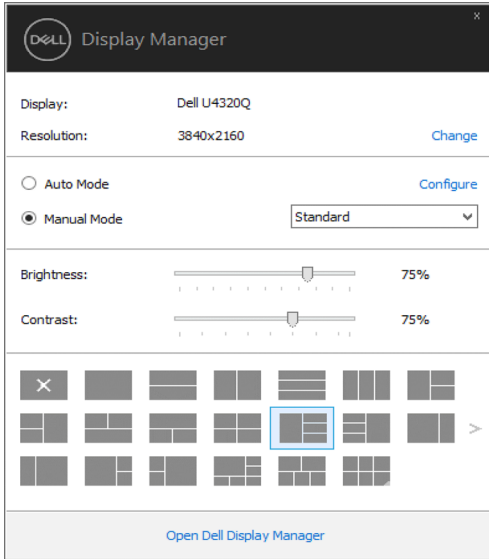 x
DELL Display Manager
Display: Dell U4320Q
Resolution: 3840x2160 Change
Auto Mode Configure
Manual Mode Standard
Brightness: 75%
Contrast: 75%
Open Dell Display Manager